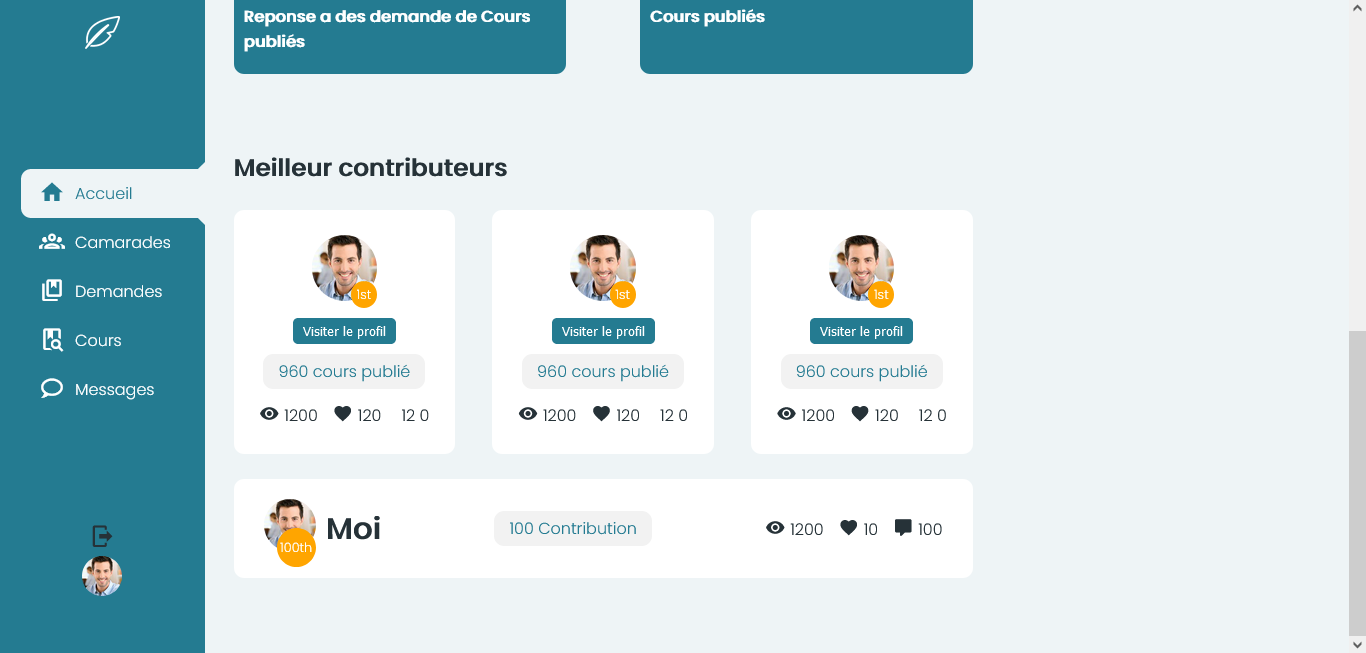 Reponse a des demande de Cours
publiés
Cours publiés
Accueil
Camarades
Demandes
Cours
Messages
Meilleur contributeurs
1st
Visiter le profil
960 cours publié
1200 120 12 0
1st
Visiter le profil
960 cours publié
1200 120 12 0
1st
Visiter le profil
960 cours publié
1200 120 12 0
100th
Moi
100 Contribution
1200 10 100